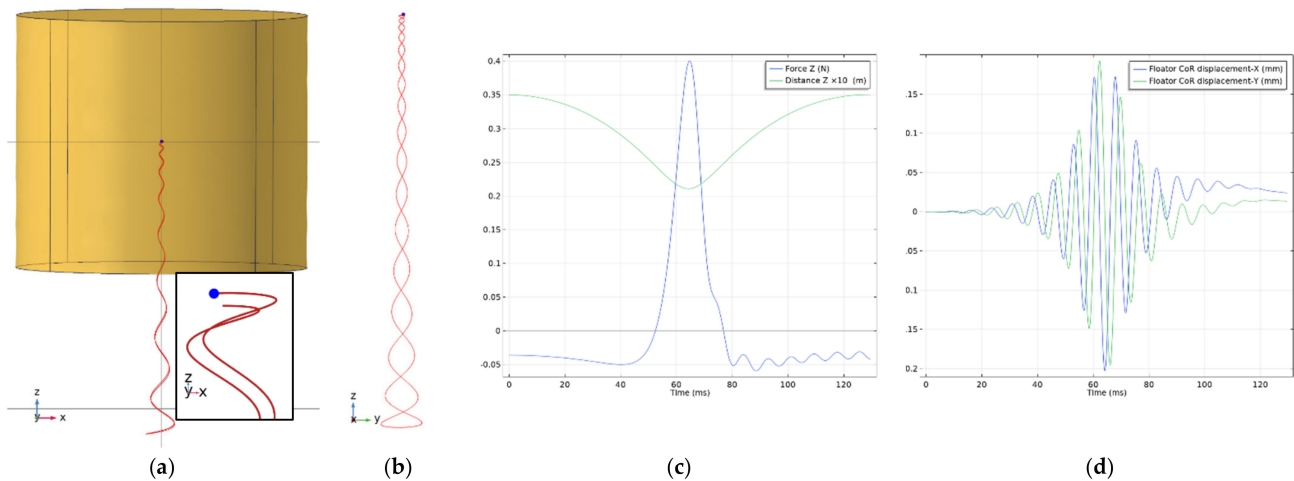 z
y x
z
y x
(a)
z
x y
(b)
Force Z (N)
Distance Z ×10 (m)
0.4
0.35
0.3
0.25
0.2
0.15
0.1
0.05
0
-0.05
0 20 40 60 80 100 120
Time (ms)
(c)
Floator CoR displacement-X (mm)
Floator CoR displacement-Y (mm)
.15
0.1
.05
0
.05
0.1
.15
0.2
0 20 40 60 80 100 120
Time (ms)
(d)